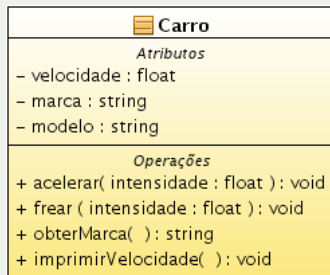 Carro
Atributos
– velocidade : float
– marca : string
– modelo : string
Operações
+ acelerar( intensidade : float ) : void
+ frear ( intensidade : float ) : void
+ obterMarca(  ) : string
+ imprimirVelocidade(  ) : void